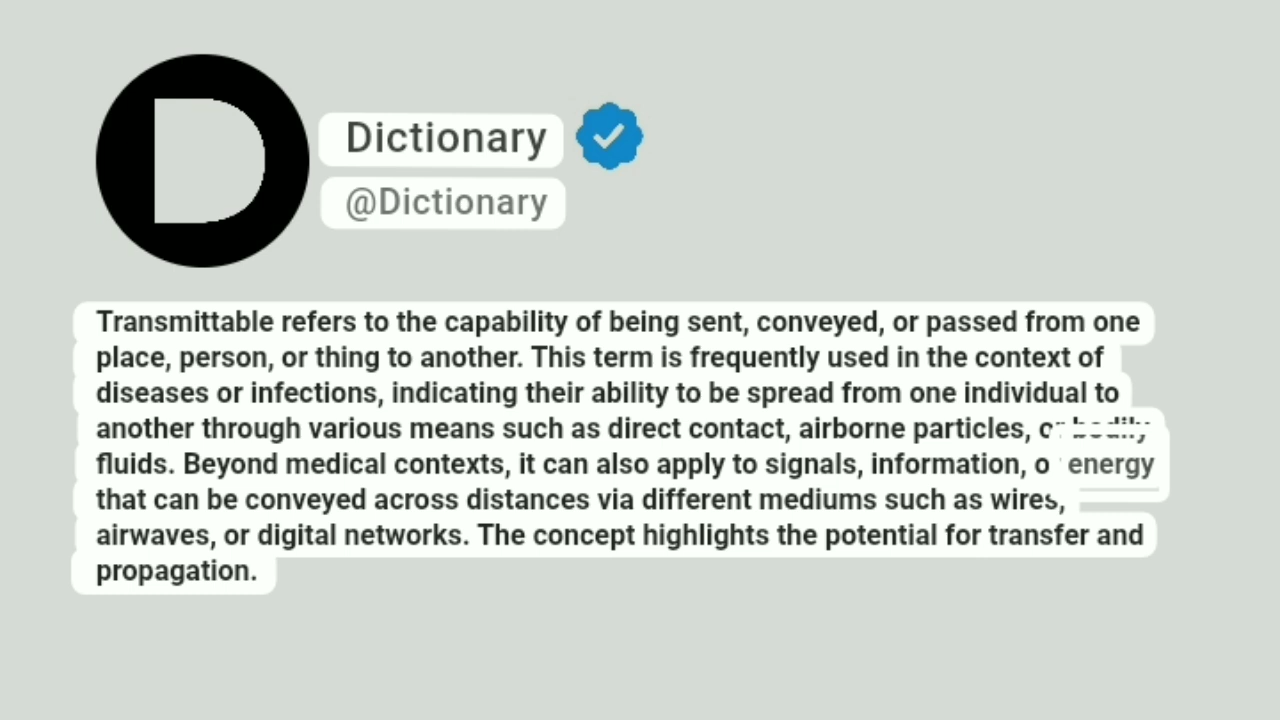 D
Dictionary
@Dictionary
Transmittable refers to the capability of being sent, conveyed, or passed from one
place, person, or thing to another. This term is frequently used in the context of
diseases or infections, indicating their ability to be spread from one individual to
another through various means such as direct contact, airborne particles, or bodily
fluids. Beyond medical contexts, it can also apply to signals, information, o energy
that can be conveyed across distances via different mediums such as wires,
airwaves, or digital networks. The concept highlights the potential for transfer and
propagation.